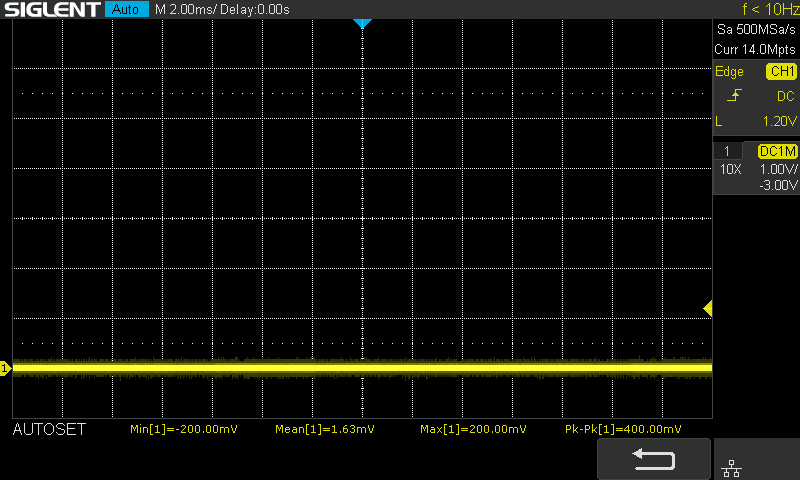 SIGLENT Auto M 2.00ms/ Delay:0.00s f < 10Hz
Sa 500MSa/s
Curr 14.0Mpts
Edge CH1
DC
L 1.20V
1 DC1M
10X 1.00V/
-3.00V
1
AUTOSET Min[1]=-200.00mV Mean[1]=1.63mV Max[1]=200.00mV Pk-Pk[1]=400.00mV